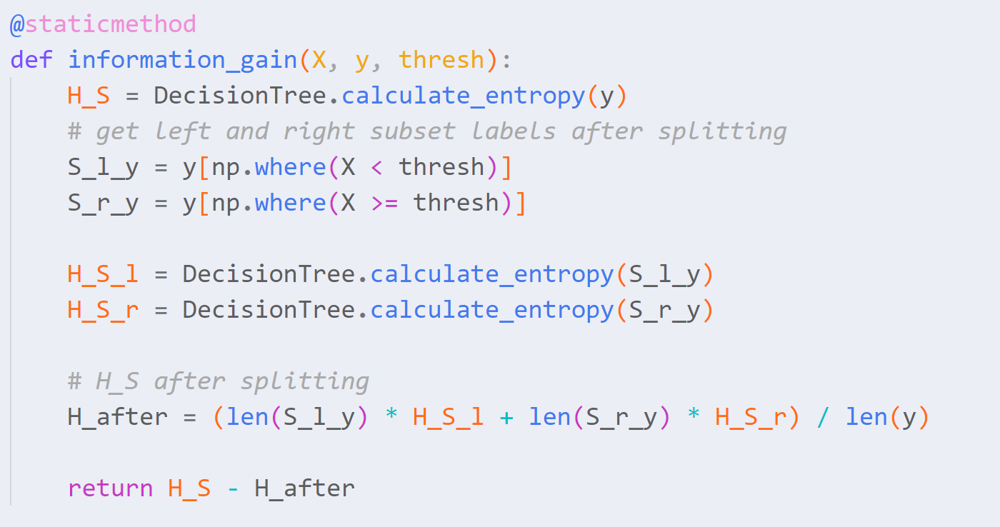 @staticmethod
def information_gain(X, y, thresh):
    H_S = DecisionTree.calculate_entropy(y)
    # get left and right subset labels after splitting
    S_l_y = y[np.where(X < thresh)]
    S_r_y = y[np.where(X >= thresh)]

    H_S_l = DecisionTree.calculate_entropy(S_l_y)
    H_S_r = DecisionTree.calculate_entropy(S_r_y)

    # H_S after splitting
    H_after = (len(S_l_y) * H_S_l + len(S_r_y) * H_S_r) / len(y)

    return H_S - H_after